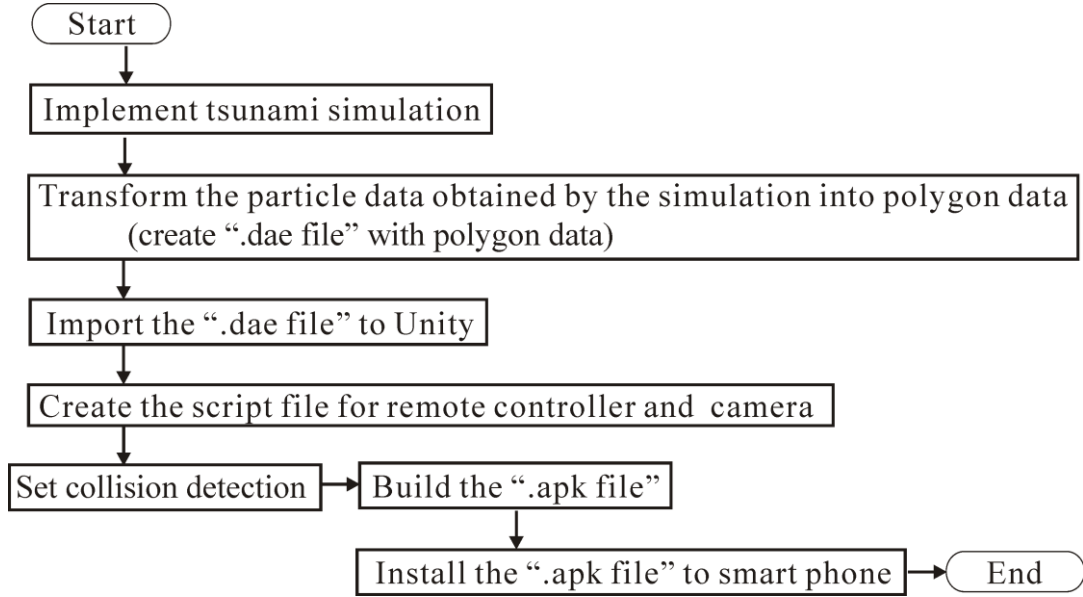 Start
Implement tsunami simulation
Transform the particle data obtained by the simulation into polygon data
(create “.dae file” with polygon data)
Import the “.dae file” to Unity
Create the script file for remote controller and camera
Set collision detection
Build the “.apk file”
Install the “.apk file” to smart phone
End